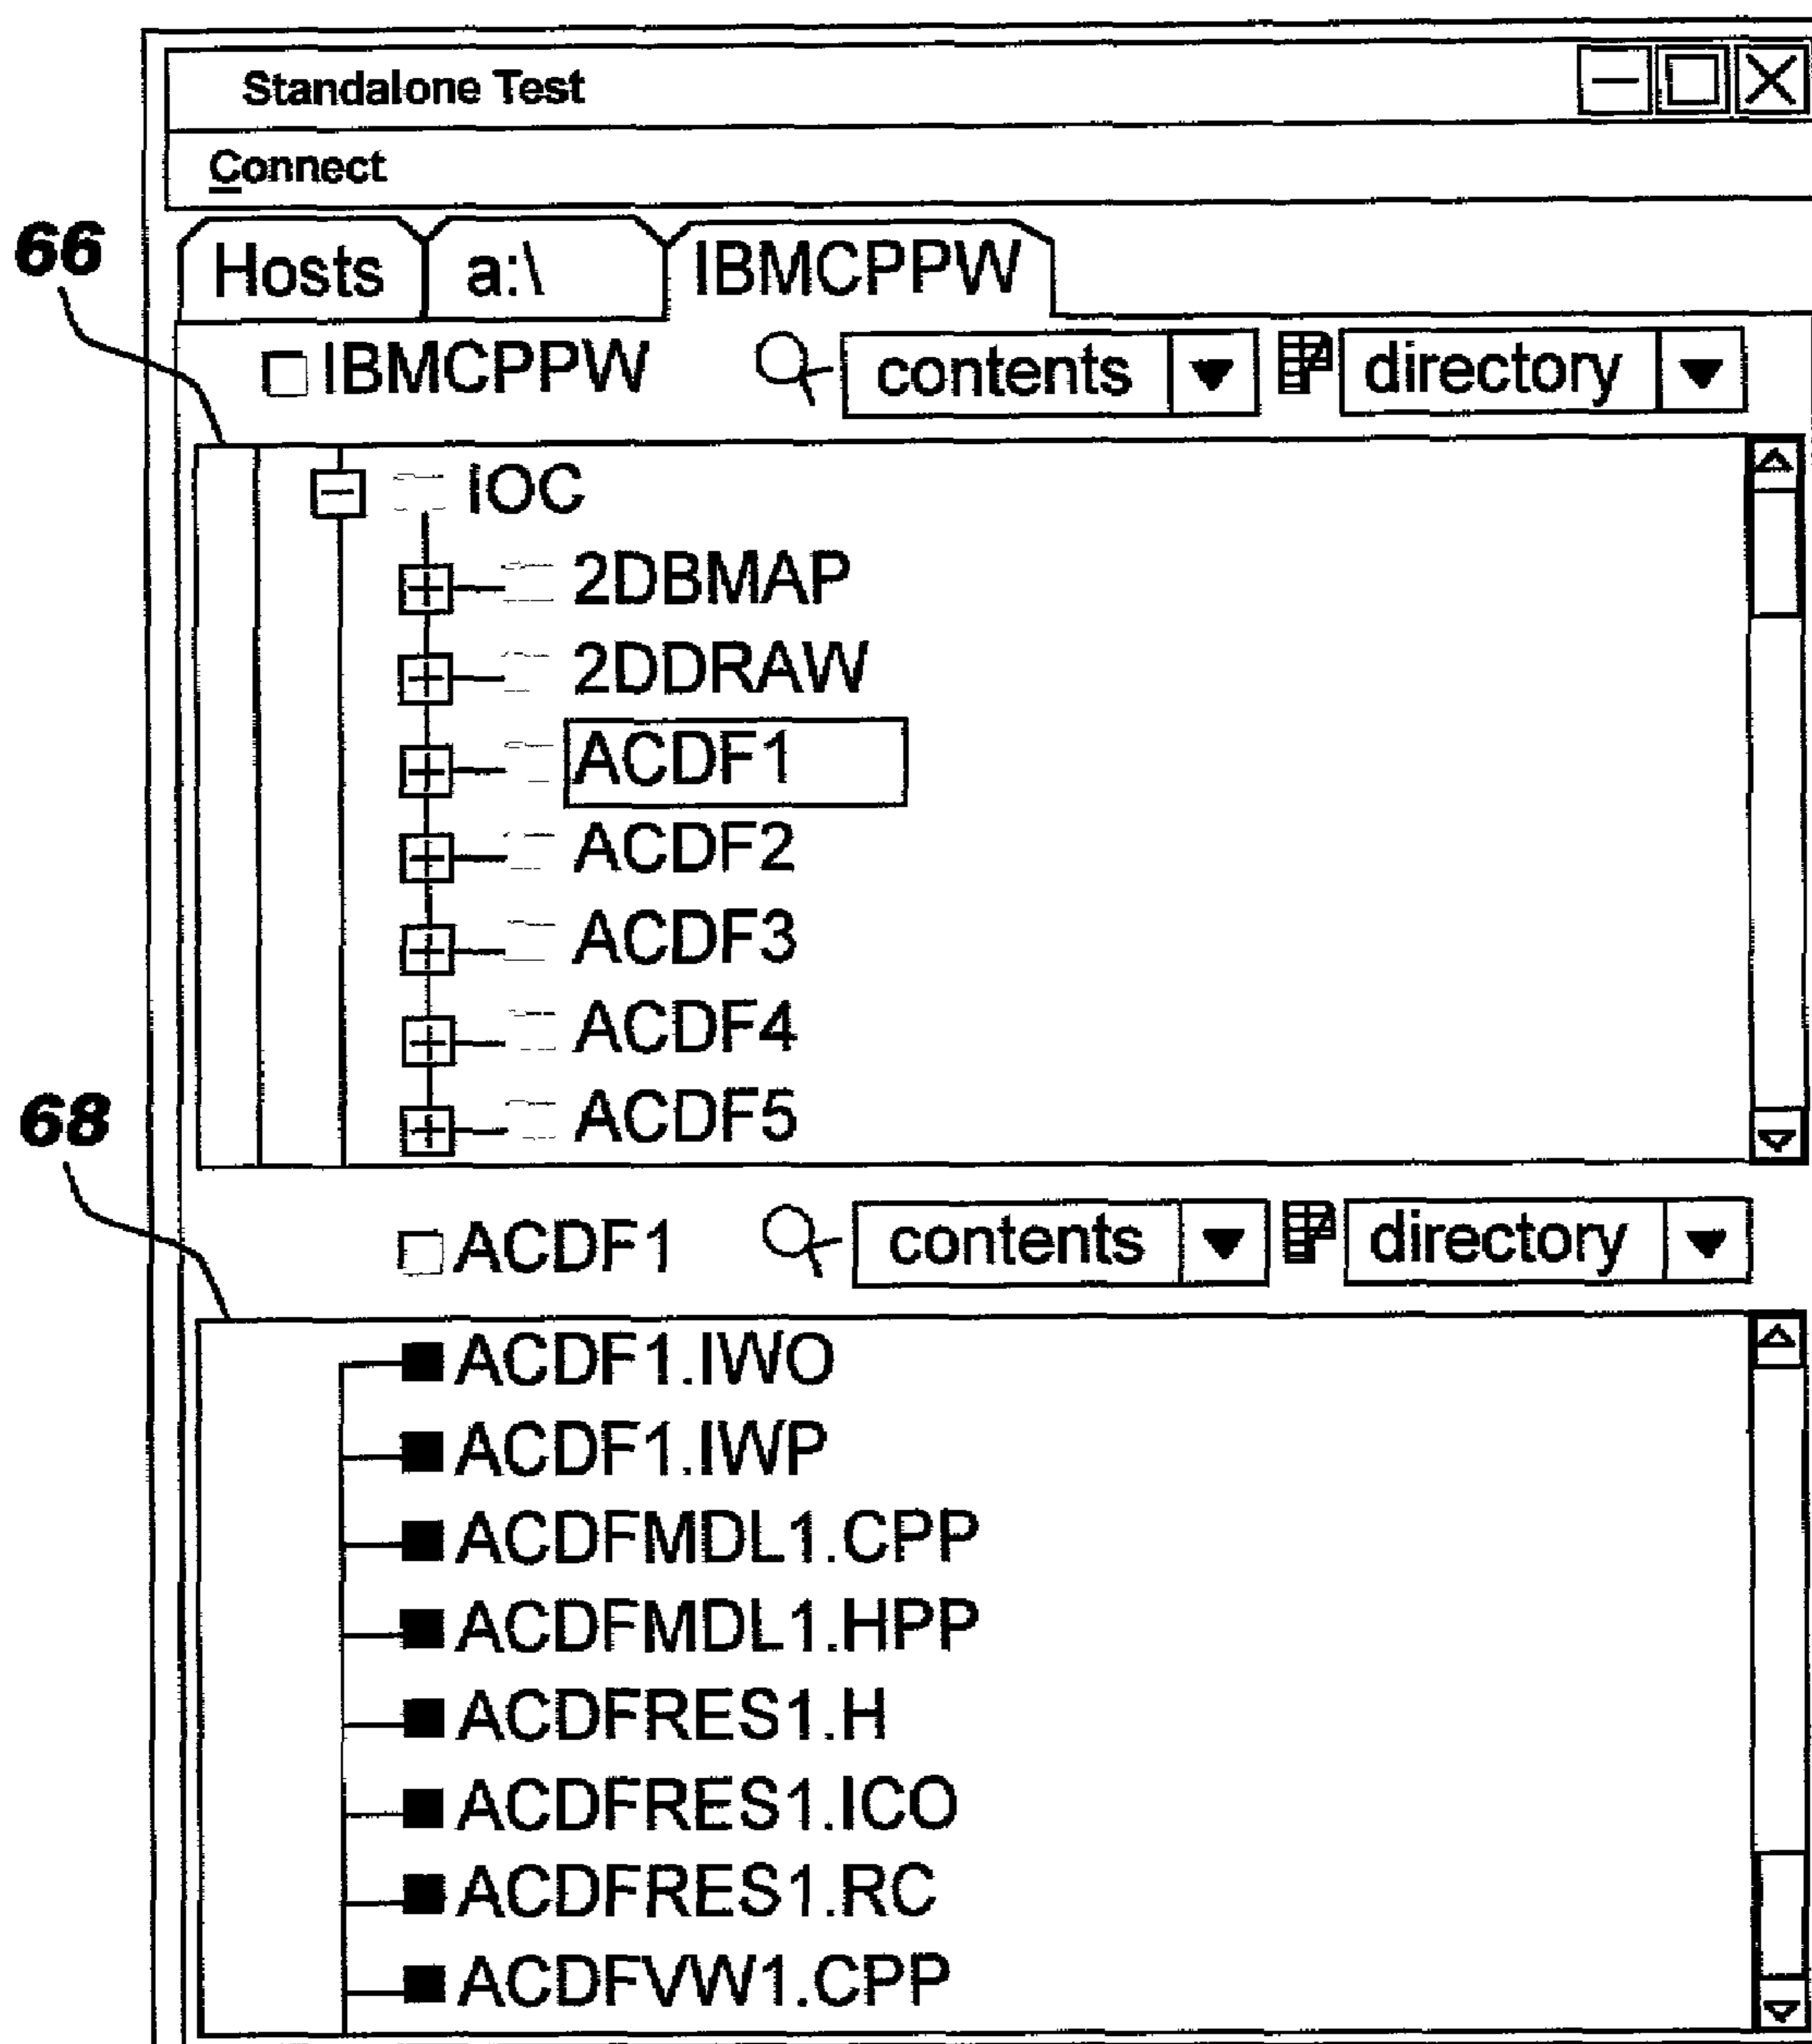 Standalone Test
Connect
66
Hosts a:\ IBMCPPW
IBMCPPW contents directory
IOC
2DBMAP
2DDRAW
ACDF1
ACDF2
ACDF3
ACDF4
ACDF5
68
ACDF1 contents directory
ACDF1.IWO
ACDF1.IWP
ACDFMDL1.CPP
ACDFMDL1.HPP
ACDFRES1.H
ACDFRES1.ICO
ACDFRES1.RC
ACDFVW1.CPP